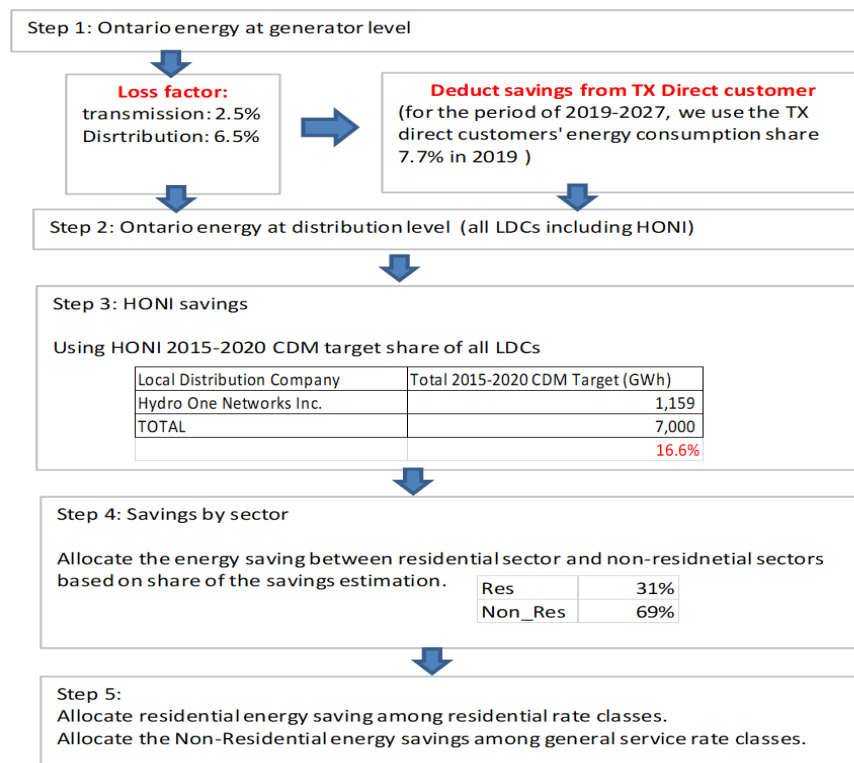 Step 1: Ontario energy at generator level
Loss factor:
transmission: 2.5%
Disrtribution: 6.5%
Deduct savings from TX Direct customer
(for the period of 2019-2027, we use the TX
direct customers' energy consumption share
7.7% in 2019 )
Step 2: Ontario energy at distribution level (all LDCs including HONI)
Step 3: HONI savings
Using HONI 2015-2020 CDM target share of all LDCs
Local Distribution Company Total 2015-2020 CDM Target (GWh)
Hydro One Networks Inc. 1,159
TOTAL 7,000
16.6%
Step 4: Savings by sector
Allocate the energy saving between residential sector and non-residnetial sectors
based on share of the savings estimation.
Res 31%
Non_Res 69%
Step 5:
Allocate residential energy saving among residential rate classes.
Allocate the Non-Residential energy savings among general service rate classes.